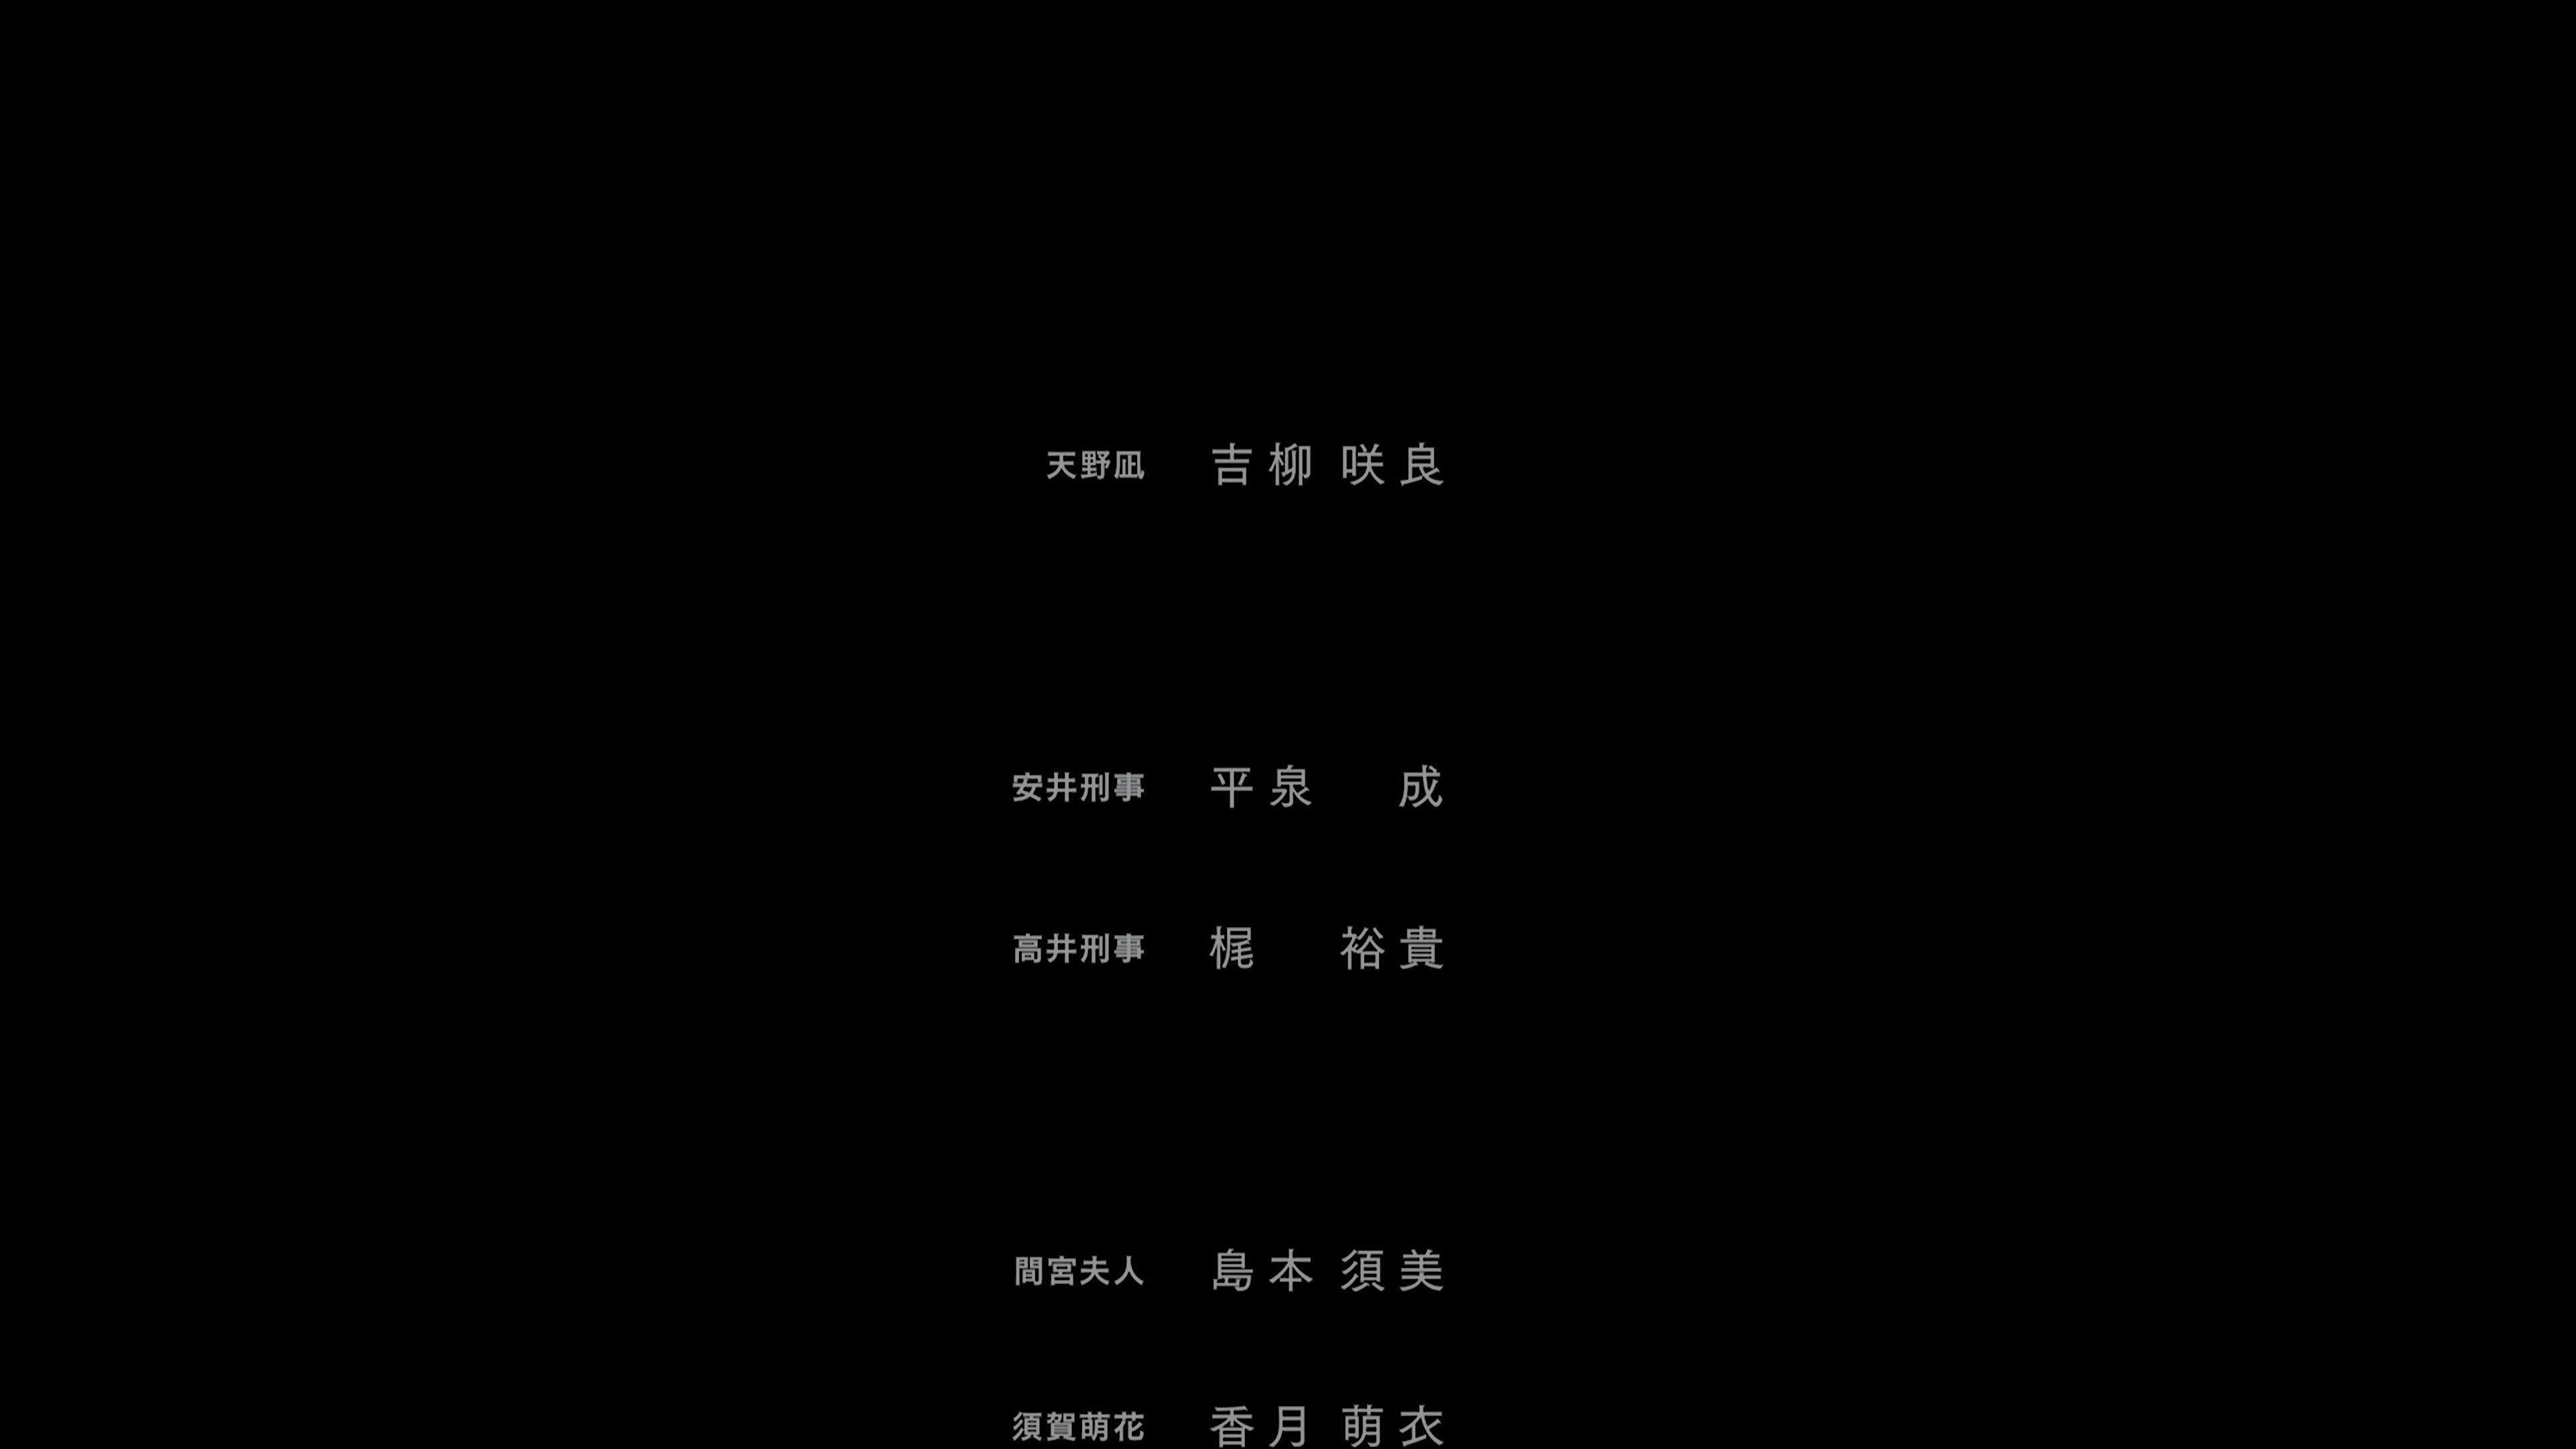 天野凪 吉柳 咲良
安井刑事 平泉 成
高井刑事 梶 裕貴
間宮夫人 島本 須美
須賀萌花 香月 萌衣